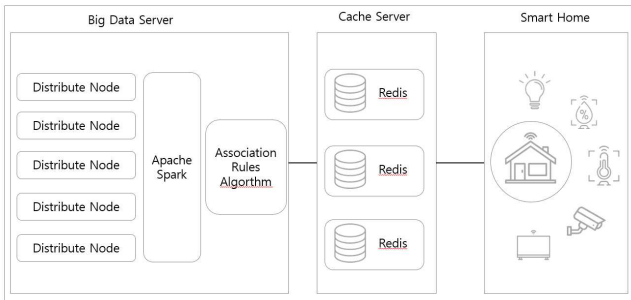 Big Data Server
Cache Server
Smart Home
Distribute Node
Distribute Node
Distribute Node
Distribute Node
Distribute Node
Apache
Spark
Association
Rules
Algorthm
Redis
Redis
Redis
%